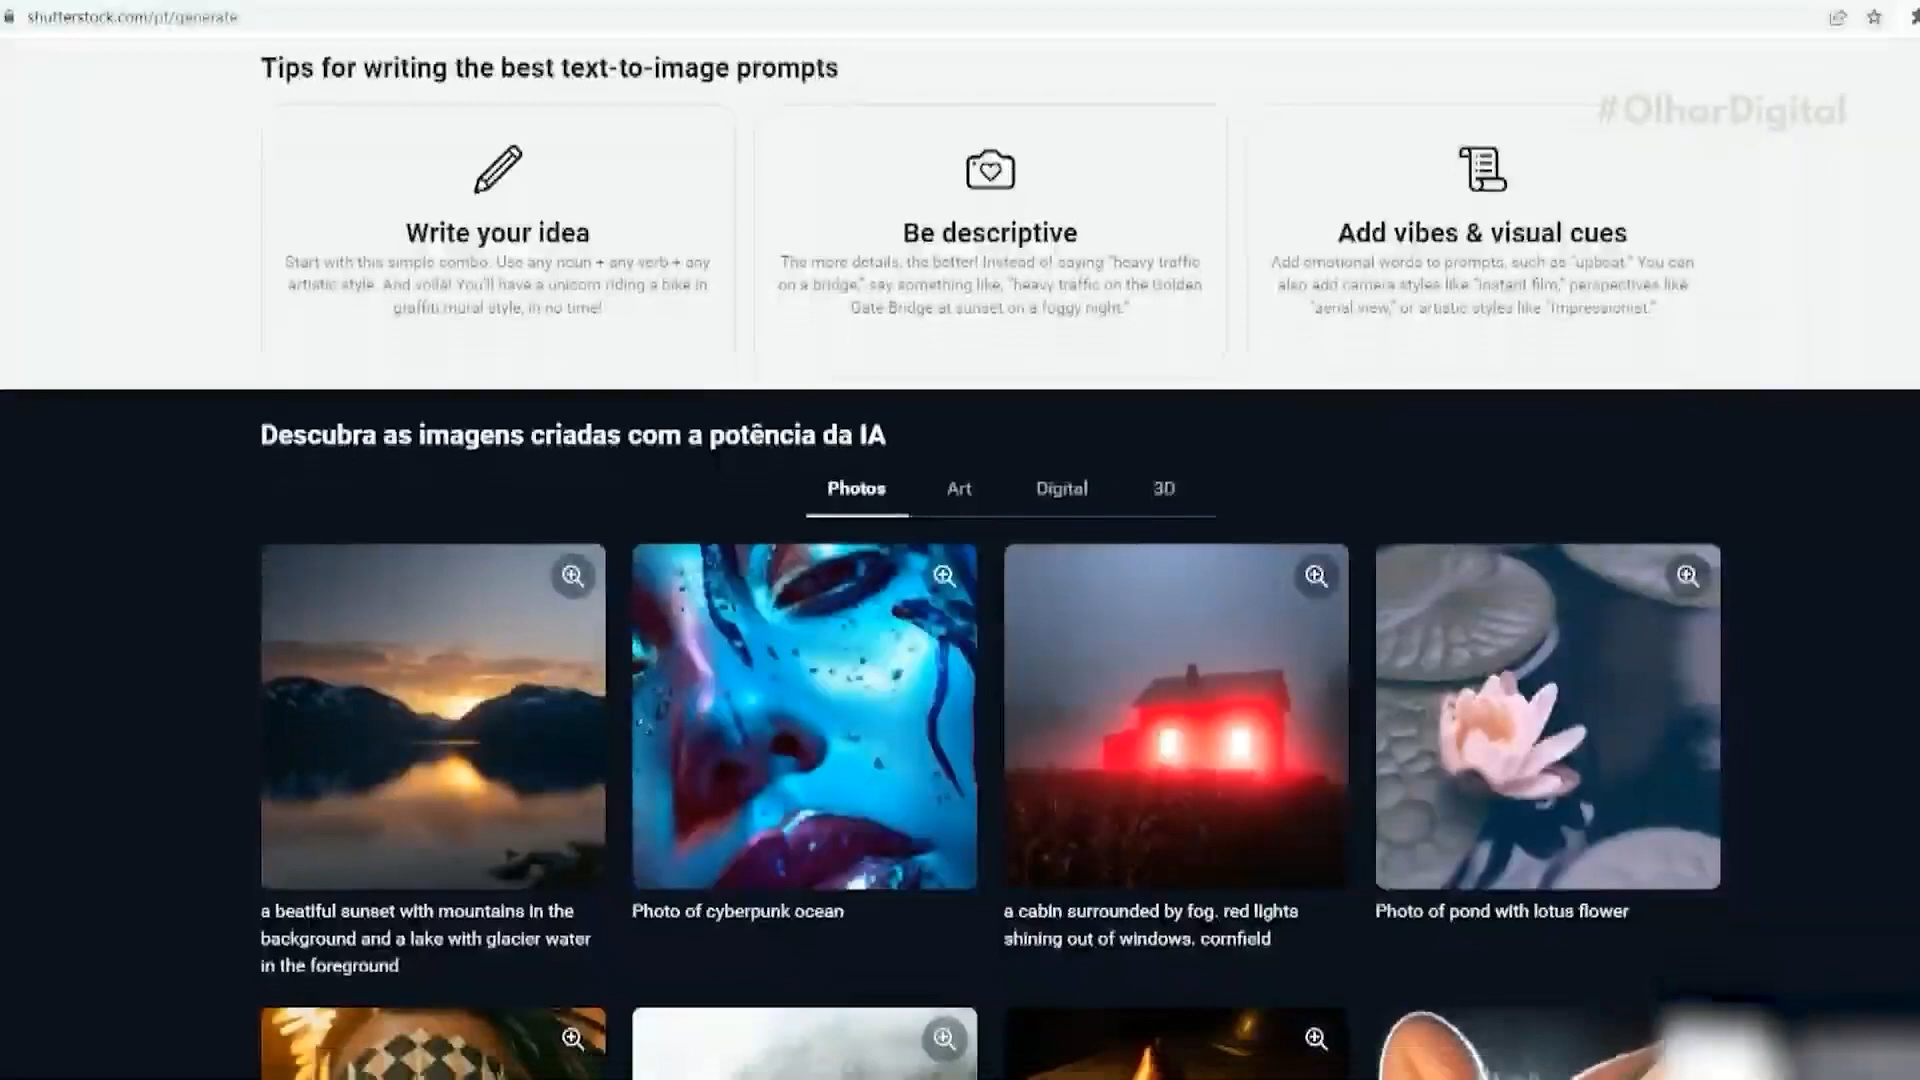 shutterstock.com/pt/generate
Tips for writing the best text-to-image prompts
#OlharDigital
Write your idea
Start with this simple combo. Use any noun + any verb + any
artistic style. And voila! You'll have a unicorn riding a bike in
graffiti mural style, in no time!
Be descriptive
The more details, the better! Instead of saying "heavy traffic
on a bridge," say something like, "heavy traffic on the Golden
Gate Bridge at sunset on a foggy night."
Add vibes & visual cues
Add emotional words to prompts, such as "upbeat." You can
also add camera styles like "instant film," perspectives like
"aerial view," or artistic styles like "Impressionist."
Descubra as imagens criadas com a potência da IA
Photos
Art
Digital
3D
a beatiful sunset with mountains in the
background and a lake with glacier water
in the foreground
Photo of cyberpunk ocean
a cabin surrounded by fog. red lights
shining out of windows. cornfield
Photo of pond with lotus flower